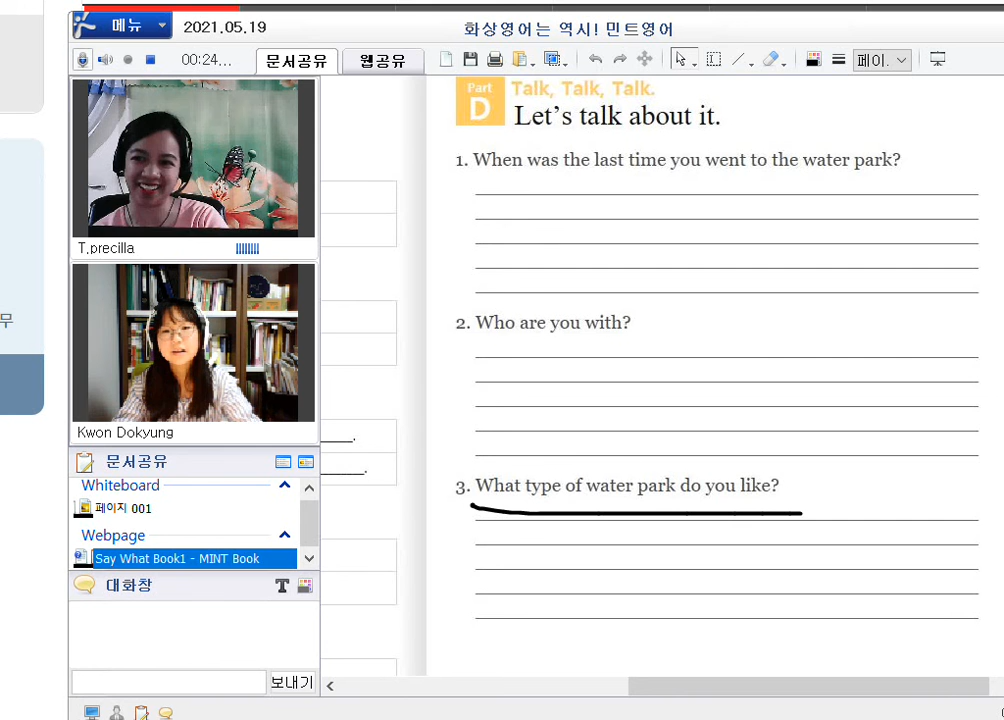 메뉴
2021.05.19
화상영어는 역시! 민트영어
00:24...
문서공유
웹공유
페이.
T.precilla
Kwon Dokyung
문서공유
Whiteboard
페이지 001
Webpage
Say What Book1 - MINT Book
대화창
T
보내기
무
Part
D
Talk, Talk, Talk.
Let's talk about it.
1. When was the last time you went to the water park?
2. Who are you with?
3. What type of water park do you like?